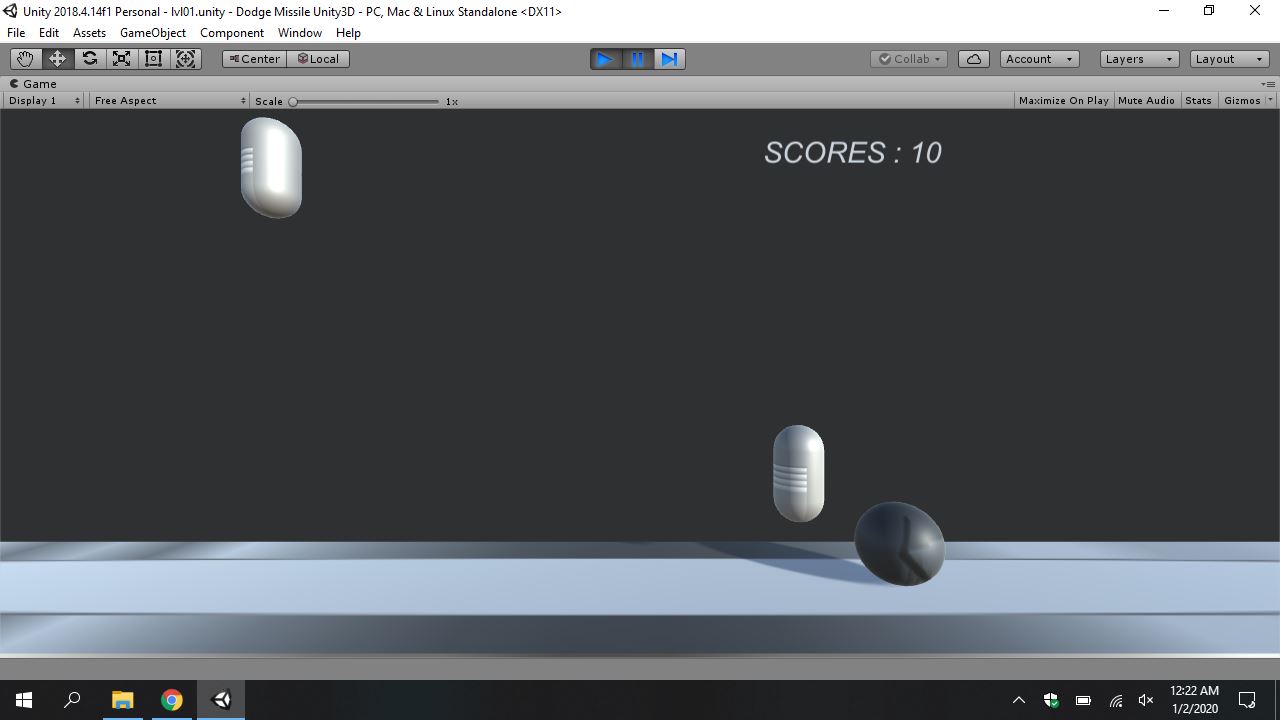 Unity 2018.4.14f1 Personal - lvl01.unity - Dodge Missile Unity3D - PC, Mac & Linux Standalone <DX11>
File Edit Assets GameObject Component Window Help
Center Local Collab Account Layers Layout
Game
Display 1 Free Aspect Scale 1x Maximize On Play Mute Audio Stats Gizmos
SCORES : 10
12:22 AM
1/2/2020